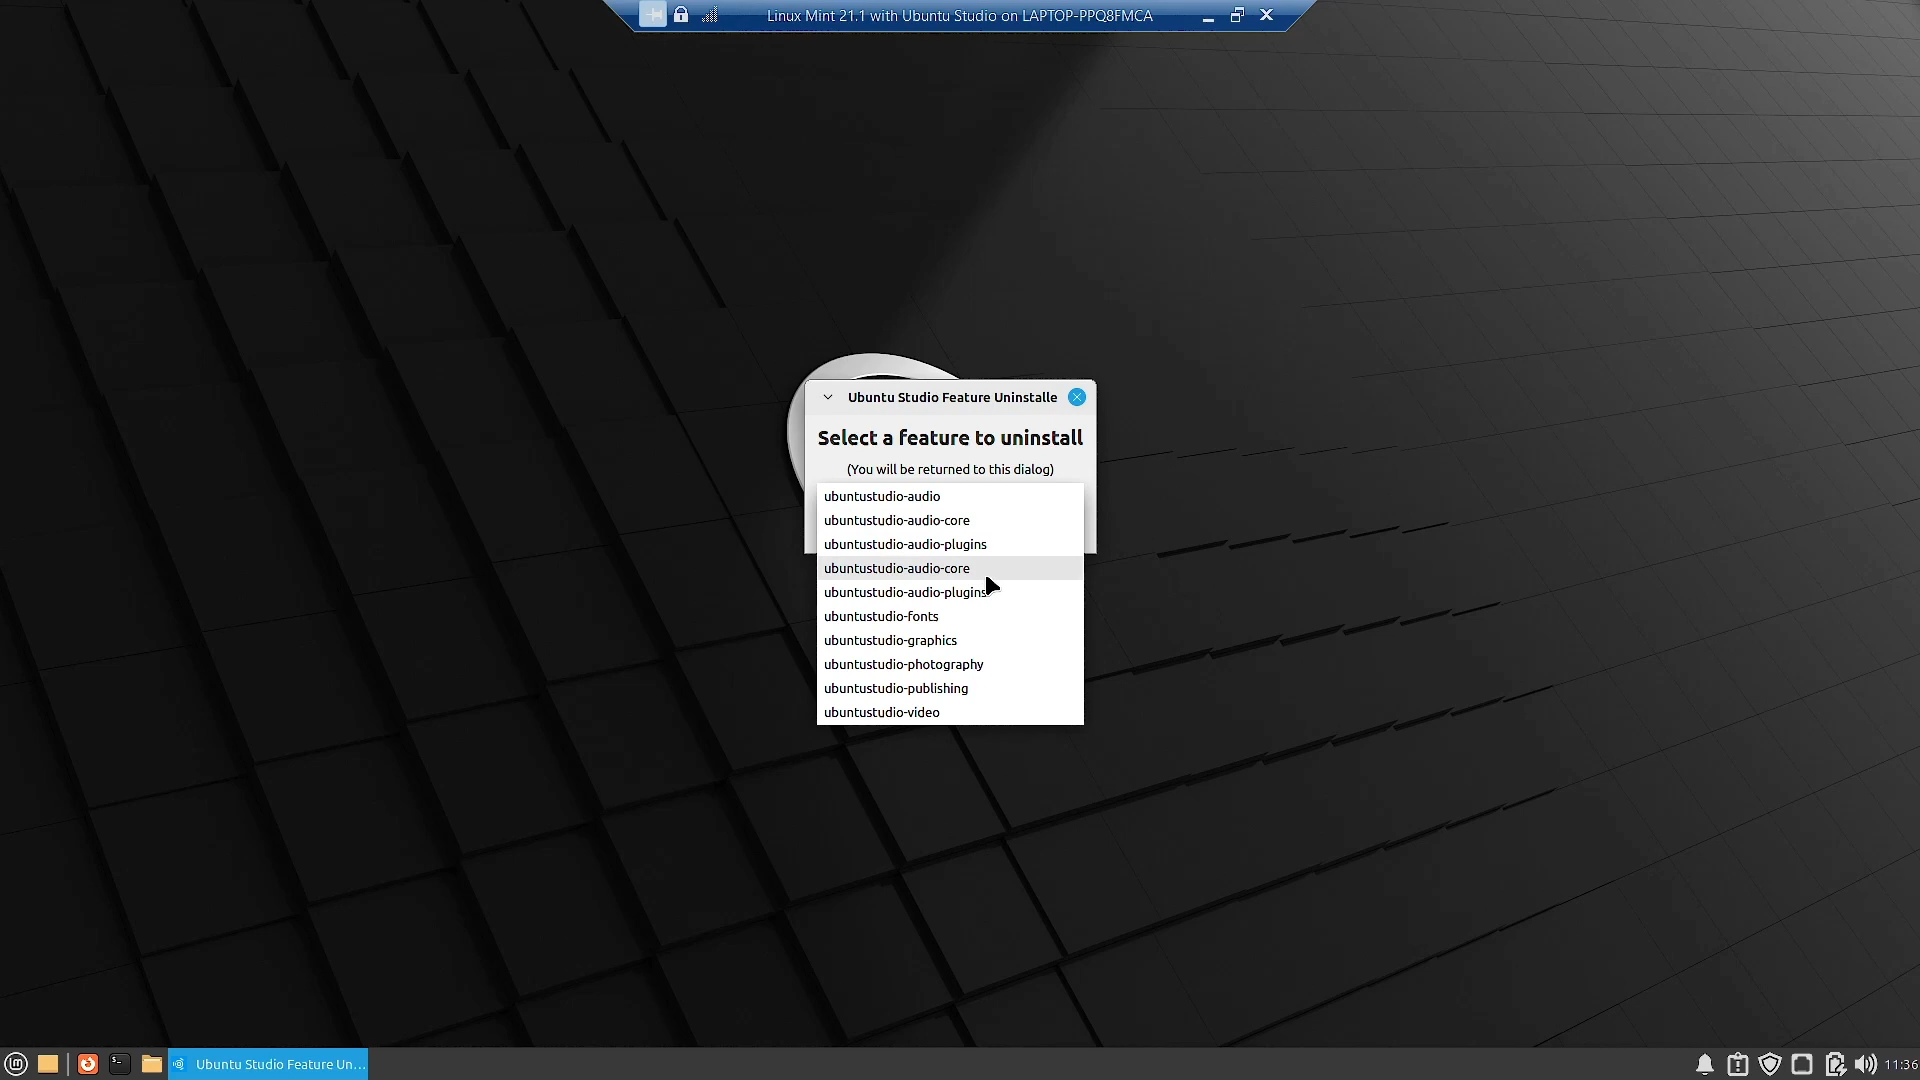 Linux Mint 21.1 with Ubuntu Studio on LAPTOP-PPQ8FMCA
Ubuntu Studio Feature Uninstalle
Select a feature to uninstall
(You will be returned to this dialog)
ubuntustudio-audio
ubuntustudio-audio-core
ubuntustudio-audio-plugins
ubuntustudio-audio-core
ubuntustudio-audio-plugins
ubuntustudio-fonts
ubuntustudio-graphics
ubuntustudio-photography
ubuntustudio-publishing
ubuntustudio-video
Ubuntu Studio Feature Un...
11:36